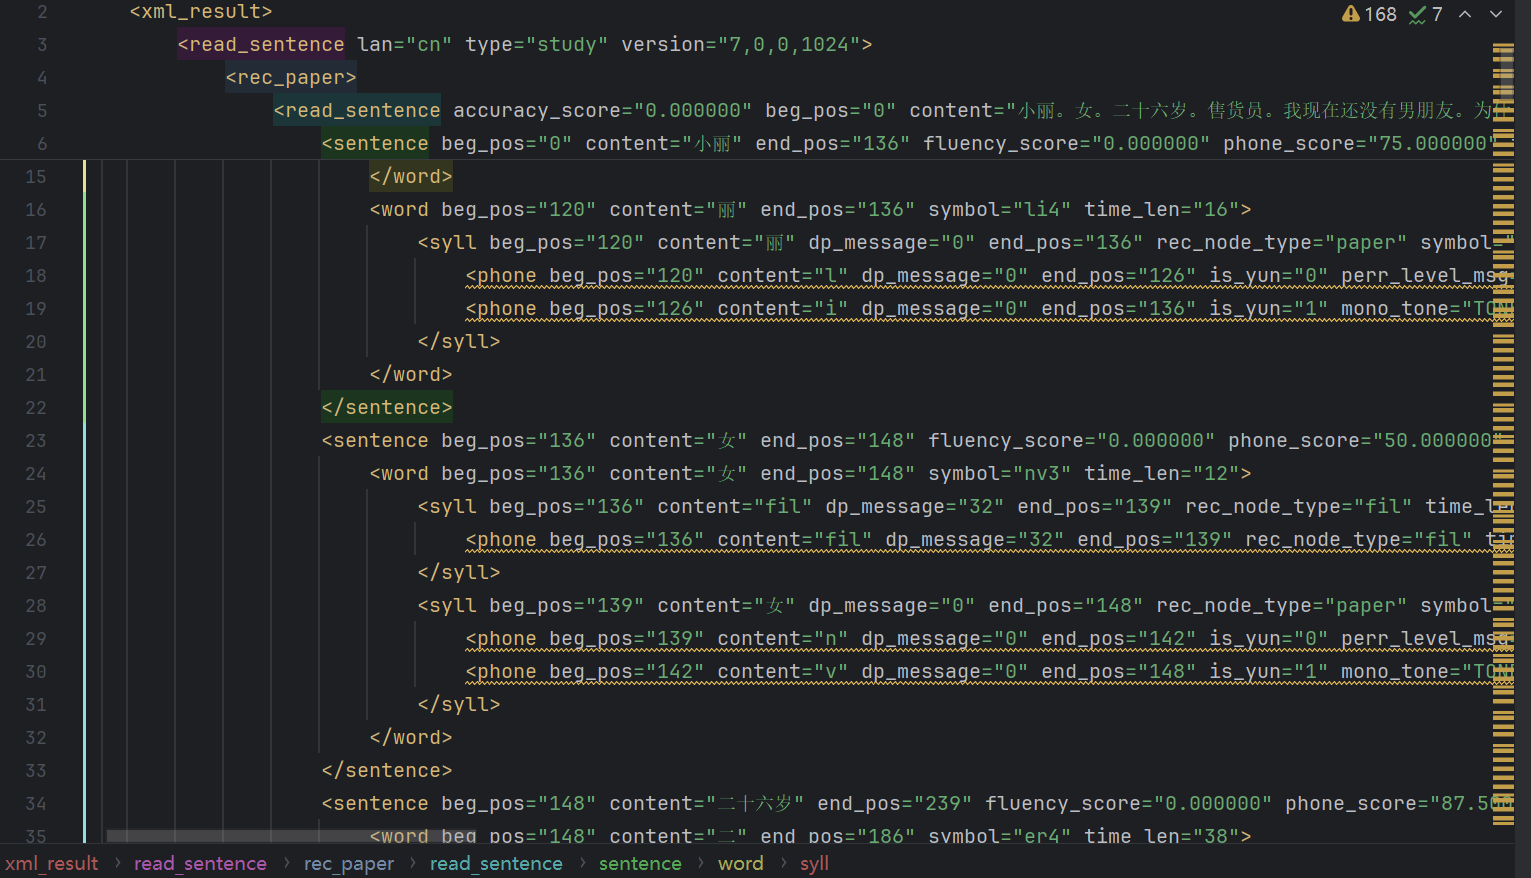 168 7
2 <xml_result>
3 <read_sentence lan="cn" type="study" version="7,0,0,1024">
4 <rec_paper>
5 <read_sentence accuracy_score="0.000000" beg_pos="0" content="小丽。女。二十六岁。售货员。我现在还没有男朋友。为什
6 <sentence beg_pos="0" content="小丽" end_pos="136" fluency_score="0.000000" phone_score="75.000000"
15 </word>
16 <word beg_pos="120" content="丽" end_pos="136" symbol="li4" time_len="16">
17 <syll beg_pos="120" content="丽" dp_message="0" end_pos="136" rec_node_type="paper" symbol="
18 <phone beg_pos="120" content="l" dp_message="0" end_pos="126" is_yun="0" perr_level_msg
19 <phone beg_pos="126" content="i" dp_message="0" end_pos="136" is_yun="1" mono_tone="TON
20 </syll>
21 </word>
22 </sentence>
23 <sentence beg_pos="136" content="女" end_pos="148" fluency_score="0.000000" phone_score="50.000000"
24 <word beg_pos="136" content="女" end_pos="148" symbol="nv3" time_len="12">
25 <syll beg_pos="136" content="fil" dp_message="32" end_pos="139" rec_node_type="fil" time_le
26 <phone beg_pos="136" content="fil" dp_message="32" end_pos="139" rec_node_type="fil" ti
27 </syll>
28 <syll beg_pos="139" content="女" dp_message="0" end_pos="148" rec_node_type="paper" symbol="
29 <phone beg_pos="139" content="n" dp_message="0" end_pos="142" is_yun="0" perr_level_msg
30 <phone beg_pos="142" content="v" dp_message="0" end_pos="148" is_yun="1" mono_tone="TON
31 </syll>
32 </word>
33 </sentence>
34 <sentence beg_pos="148" content="二十六岁" end_pos="239" fluency_score="0.000000" phone_score="87.500
35 <word beg_pos="148" content="二" end_pos="186" symbol="er4" time_len="38">
xml_result › read_sentence › rec_paper › read_sentence › sentence › word › syll